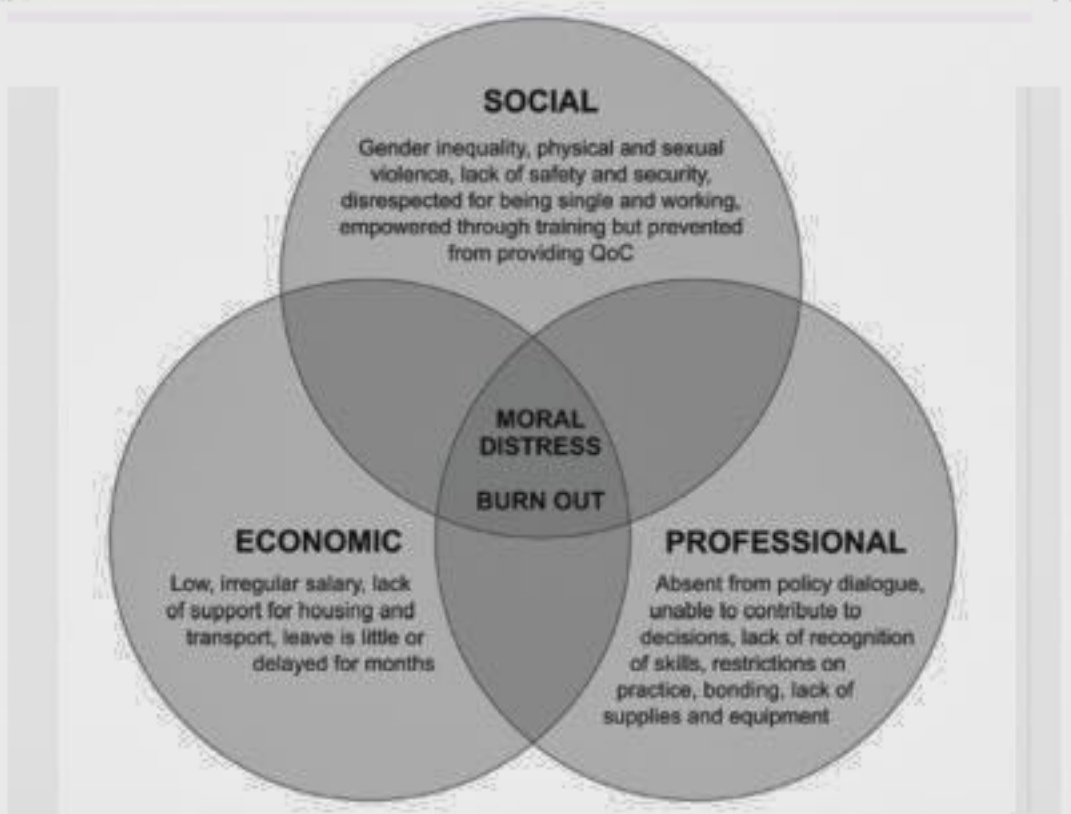 SOCIAL
Gender inequality, physical and sexual
violence, lack of safety and security,
disrespected for being single and working,
empowered through training but prevented
from providing QoC
MORAL
DISTRESS
BURN OUT
ECONOMIC
Low, irregular salary, lack
of support for housing and
transport, leave is little or
delayed for months
PROFESSIONAL
Absent from policy dialogue,
unable to contribute to
decisions, lack of recognition
of skills, restrictions on
practice, bonding, lack of
supplies and equipment